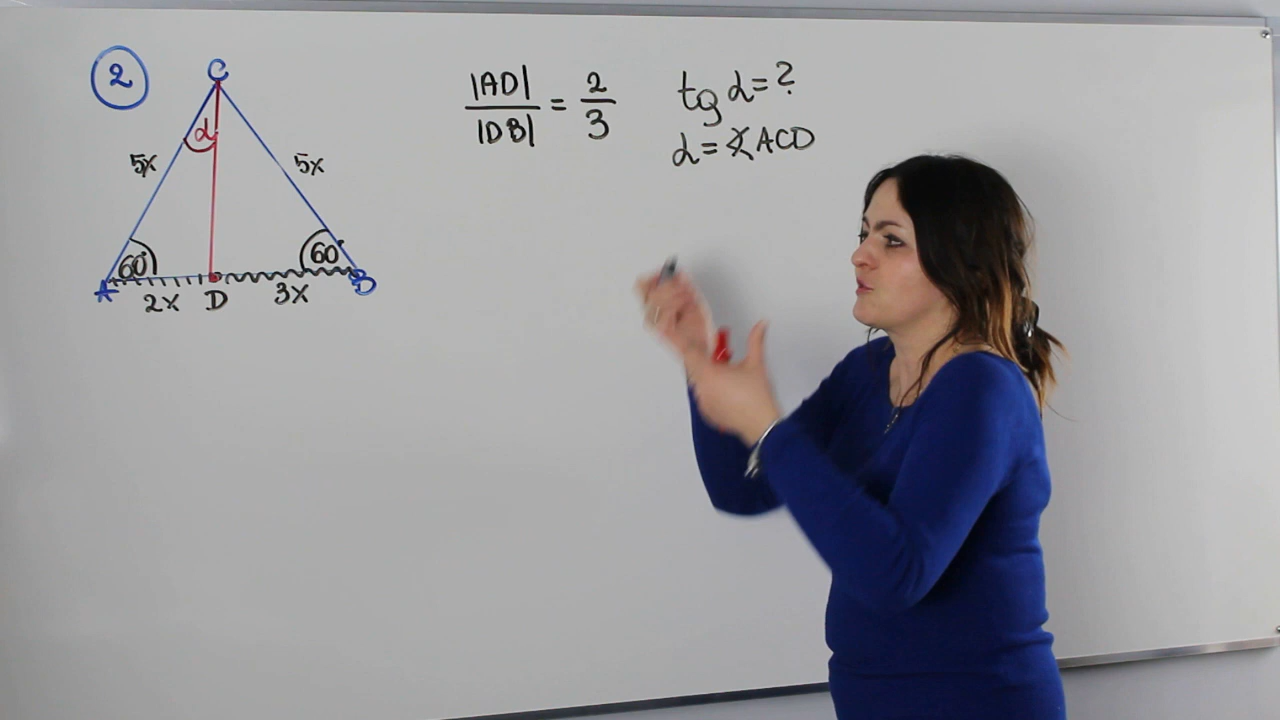 2
C
α
5x
5x
60°
60°
A
2x
D
3x
B
|AD|/|DB| = 2/3
tg α = ?
α = ∢ACD